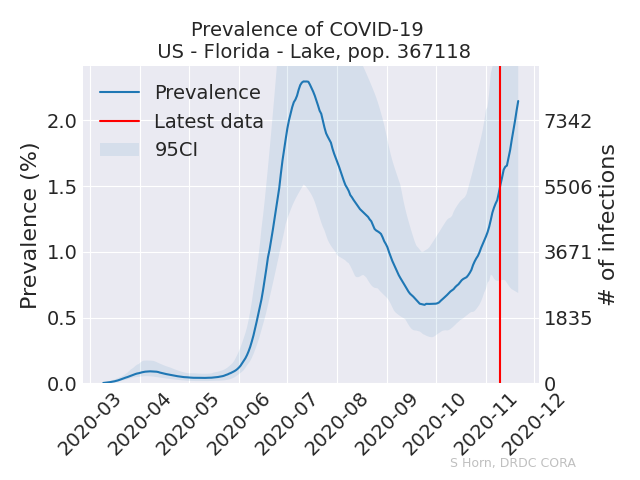 Prevalence of COVID-19
US - Florida - Lake, pop. 367118
Prevalence
Latest data
95CI
Prevalence (%)
2.0
1.5
1.0
0.5
0.0
7342
5506
3671
1835
0
# of infections
2020-03
2020-04
2020-05
2020-06
2020-07
2020-08
2020-09
2020-10
2020-11
2020-12
S Horn, DRDC CORA